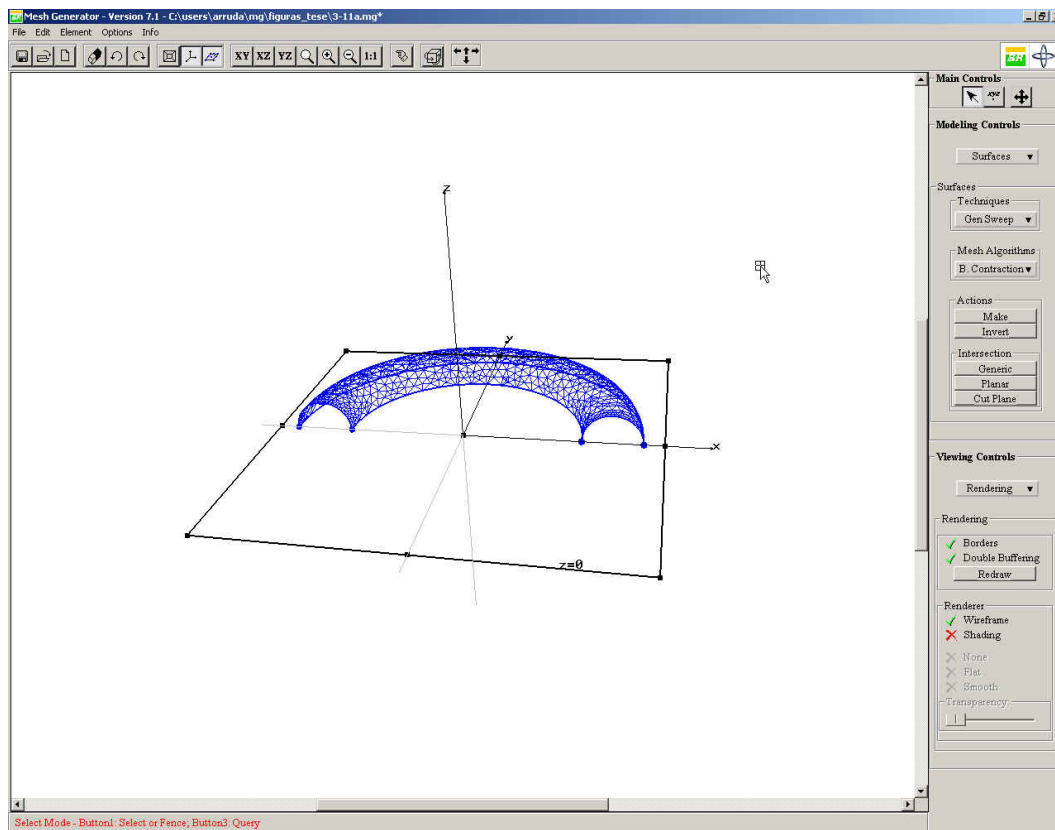 Mesh Generator - Version 7.1 - C:\users\arruda\mg\figuras_tese\3-11a.mg*
File Edit Element Options Info
XY XZ YZ 1:1
BR
Main Controls
xyz
Modeling Controls
Surfaces
Surfaces
Techniques
Gen Sweep
Mesh Algorithms
B. Contraction
Actions
Make
Invert
Intersection
Generic
Planar
Cut Plane
Viewing Controls
Rendering
Rendering
Borders
Double Buffering
Redraw
Renderer
Wireframe
Shading
None
Flat
Smooth
Transparency:
z
y
x
z=0
Select Mode - Button1: Select or Fence; Button3: Query